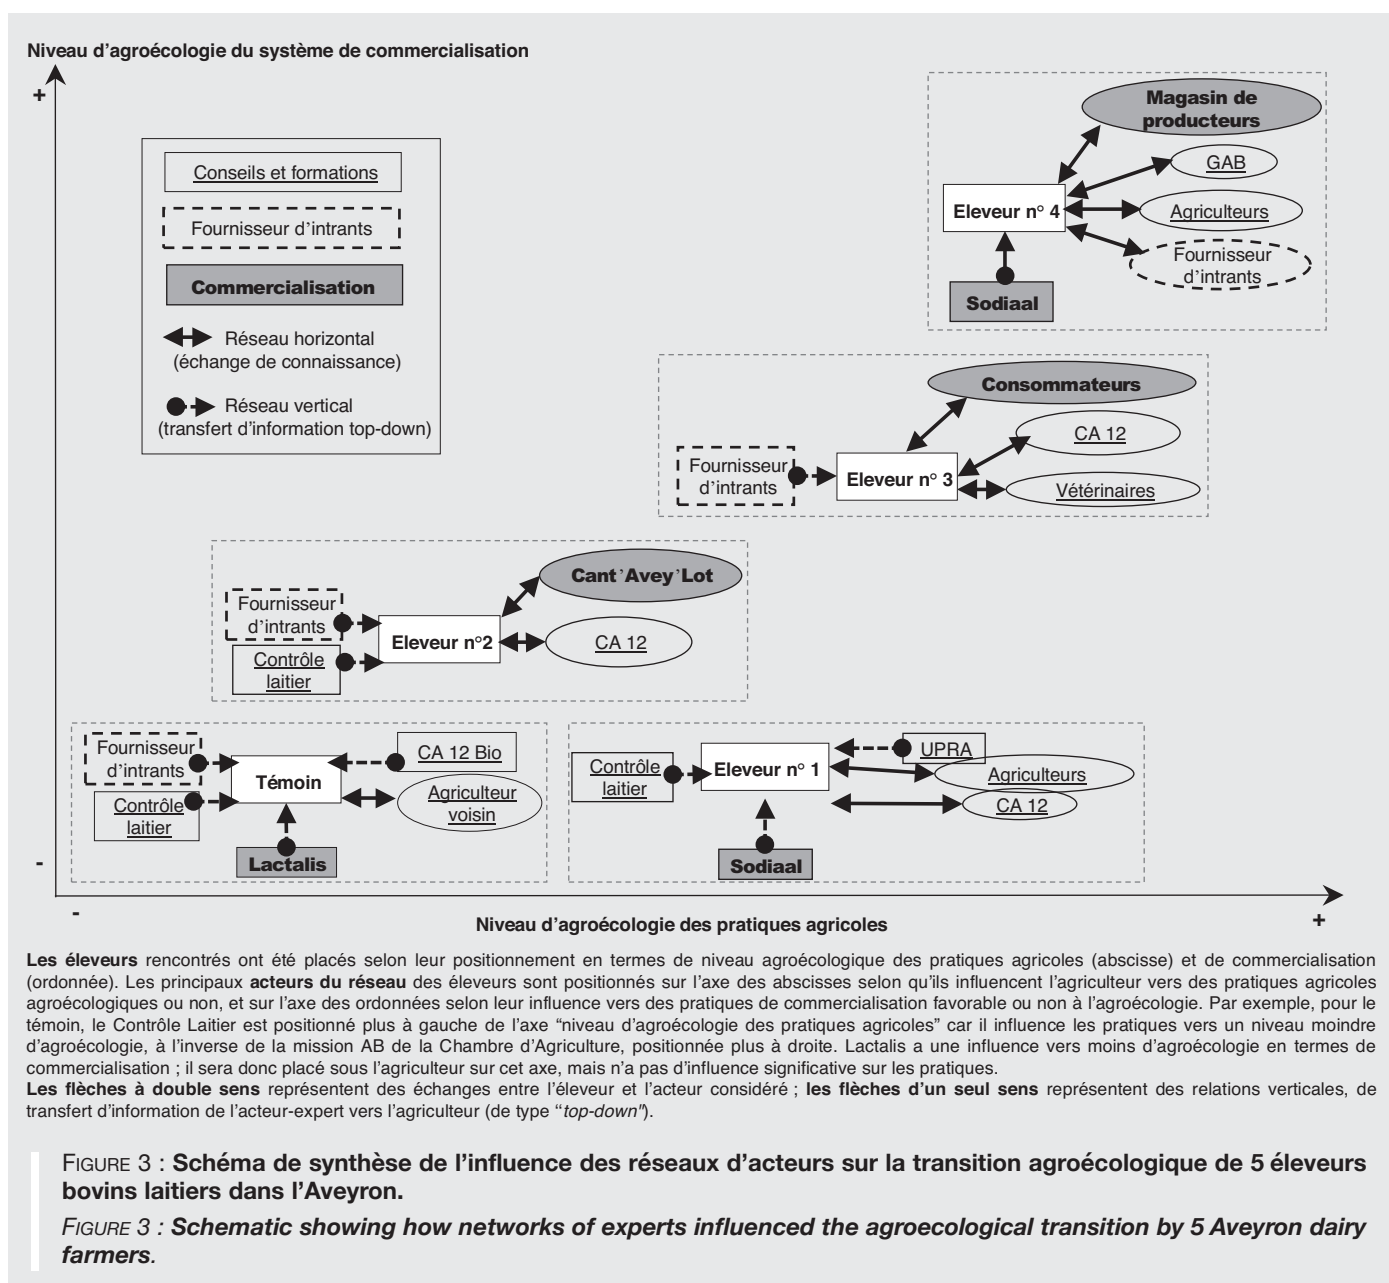 Niveau d'agroécologie du système de commercialisation
+
Conseils et formations
Fournisseur d'intrants
Commercialisation
Réseau horizontal
(échange de connaissance)
Réseau vertical
(transfert d'information top-down)
Magasin de
producteurs
GAB
Eleveur n° 4
Agriculteurs
Fournisseur
d'intrants
Sodiaal
Consommateurs
CA 12
Fournisseur
d'intrants
Eleveur n° 3
Vétérinaires
Cant'Avey'Lot
Fournisseur
d'intrants
Eleveur n°2
CA 12
Contrôle
laitier
Fournisseur
d'intrants
CA 12 Bio
Témoin
Contrôle
laitier
Agriculteur
voisin
Lactalis
UPRA
Contrôle
laitier
Eleveur n° 1
Agriculteurs
CA 12
Sodiaal
-
-
Niveau d'agroécologie des pratiques agricoles
+
Les éleveurs rencontrés ont été placés selon leur positionnement en termes de niveau agroécologique des pratiques agricoles (abscisse) et de commercialisation
(ordonnée). Les principaux acteurs du réseau des éleveurs sont positionnés sur l'axe des abscisses selon qu'ils influencent l'agriculteur vers des pratiques agricoles
agroécologiques ou non, et sur l'axe des ordonnées selon leur influence vers des pratiques de commercialisation favorable ou non à l'agroécologie. Par exemple, pour le
témoin, le Contrôle Laitier est positionné plus à gauche de l'axe “niveau d'agroécologie des pratiques agricoles” car il influence les pratiques vers un niveau moindre
d'agroécologie, à l'inverse de la mission AB de la Chambre d'Agriculture, positionnée plus à droite. Lactalis a une influence vers moins d'agroécologie en termes de
commercialisation ; il sera donc placé sous l'agriculteur sur cet axe, mais n'a pas d'influence significative sur les pratiques.
Les flèches à double sens représentent des échanges entre l'éleveur et l'acteur considéré ; les flèches d'un seul sens représentent des relations verticales, de
transfert d'information de l'acteur-expert vers l'agriculteur (de type “top-down").
FIGURE 3 : Schéma de synthèse de l'influence des réseaux d'acteurs sur la transition agroécologique de 5 éleveurs
bovins laitiers dans l'Aveyron.
FIGURE 3 : Schematic showing how networks of experts influenced the agroecological transition by 5 Aveyron dairy
farmers.